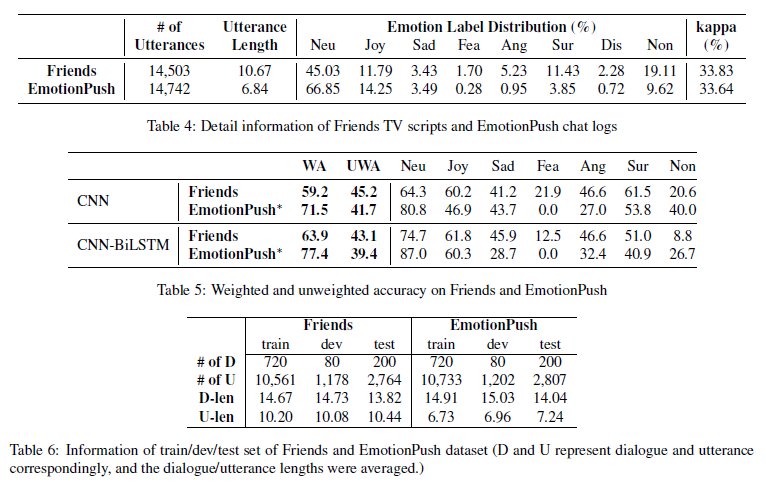 # of Utterance Emotion Label Distribution (%) kappa
Utterances Length Neu Joy Sad Fea Ang Sur Dis Non (%)
Friends 14,503 10.67 45.03 11.79 3.43 1.70 5.23 11.43 2.28 19.11 33.83
EmotionPush 14,742 6.84 66.85 14.25 3.49 0.28 0.95 3.85 0.72 9.62 33.64
Table 4: Detail information of Friends TV scripts and EmotionPush chat logs
WA UWA Neu Joy Sad Fea Ang Sur Non
CNN Friends 59.2 45.2 64.3 60.2 41.2 21.9 46.6 61.5 20.6
EmotionPush* 71.5 41.7 80.8 46.9 43.7 0.0 27.0 53.8 40.0
CNN-BiLSTM Friends 63.9 43.1 74.7 61.8 45.9 12.5 46.6 51.0 8.8
EmotionPush* 77.4 39.4 87.0 60.3 28.7 0.0 32.4 40.9 26.7
Table 5: Weighted and unweighted accuracy on Friends and EmotionPush
Friends EmotionPush
train dev test train dev test
# of D 720 80 200 720 80 200
# of U 10,561 1,178 2,764 10,733 1,202 2,807
D-len 14.67 14.73 13.82 14.91 15.03 14.04
U-len 10.20 10.08 10.44 6.73 6.96 7.24
Table 6: Information of train/dev/test set of Friends and EmotionPush dataset (D and U represent dialogue and utterance
correspondingly, and the dialogue/utterance lengths were averaged.)